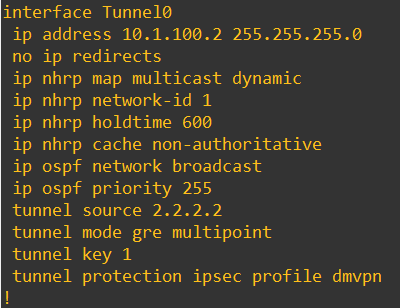 interface Tunnel0
ip address 10.1.100.2 255.255.255.0
no ip redirects
ip nhrp map multicast dynamic
ip nhrp network-id 1
ip nhrp holdtime 600
ip nhrp cache non-authoritative
ip ospf network broadcast
ip ospf priority 255
tunnel source 2.2.2.2
tunnel mode gre multipoint
tunnel key 1
tunnel protection ipsec profile dmvpn
!